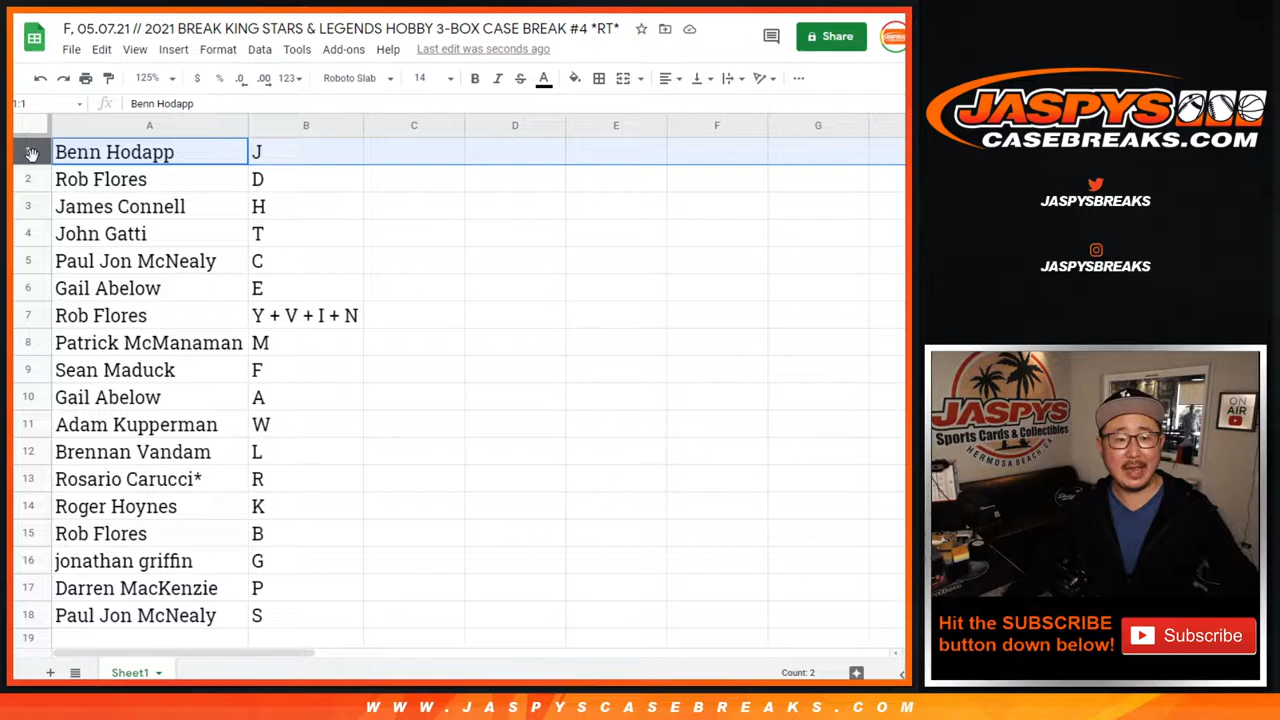 F, 05.07.21 // 2021 BREAK KING STARS & LEGENDS HOBBY 3-BOX CASE BREAK #4 *RT*
File Edit View Insert Format Data Tools Add-ons Help Last edit was seconds ago
Share
125% $ % .0 .00 123 Roboto Slab 14 B I S A
1:1 fx Benn Hodapp
A B C D E F G
Benn Hodapp J
2 Rob Flores D
3 James Connell H
4 John Gatti T
5 Paul Jon McNealy C
6 Gail Abelow E
7 Rob Flores Y + V + I + N
8 Patrick McManaman M
9 Sean Maduck F
10 Gail Abelow A
11 Adam Kupperman W
12 Brennan Vandam L
13 Rosario Carucci* R
14 Roger Hoynes K
15 Rob Flores B
16 jonathan griffin G
17 Darren MacKenzie P
18 Paul Jon McNealy S
19
Sheet1 Count: 2
JASPYS
CASEBREAKS.COM
JASPYSBREAKS
JASPYSBREAKS
JASPYS
Sports Cards & Collectibles
HERMOSA BEACH, CA
ON
AIR
Hit the SUBSCRIBE
button down below!
Subscribe
WWW.JASPYSCASEBREAKS.COM